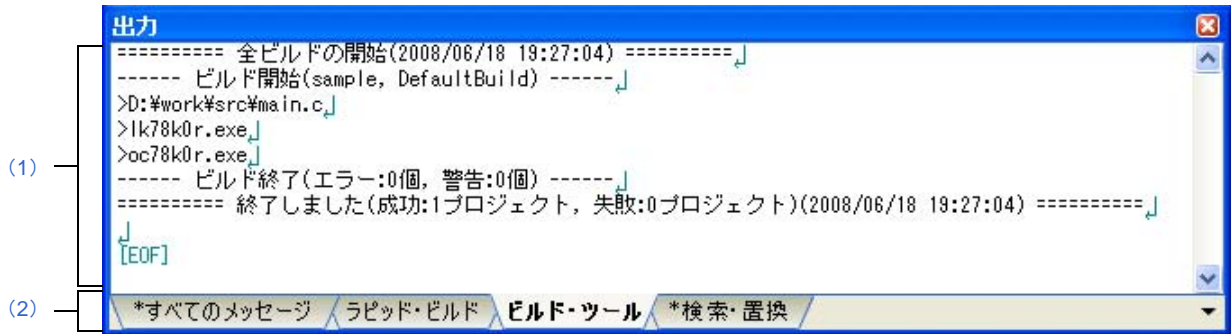 出力
========== 全ビルドの開始(2008/06/18 19:27:04) ==========
------ ビルド開始(sample, DefaultBuild) ------
>D:¥work¥src¥main.c
>lk78k0r.exe
>oc78k0r.exe
------ ビルド終了(エラー:0個, 警告:0個) ------
========== 終了しました(成功:1プロジェクト, 失敗:0プロジェクト)(2008/06/18 19:27:04) ==========
[EOF]
(1)
(2)
*すべてのメッセージ ラピッド・ビルド ビルド・ツール *検索・置換